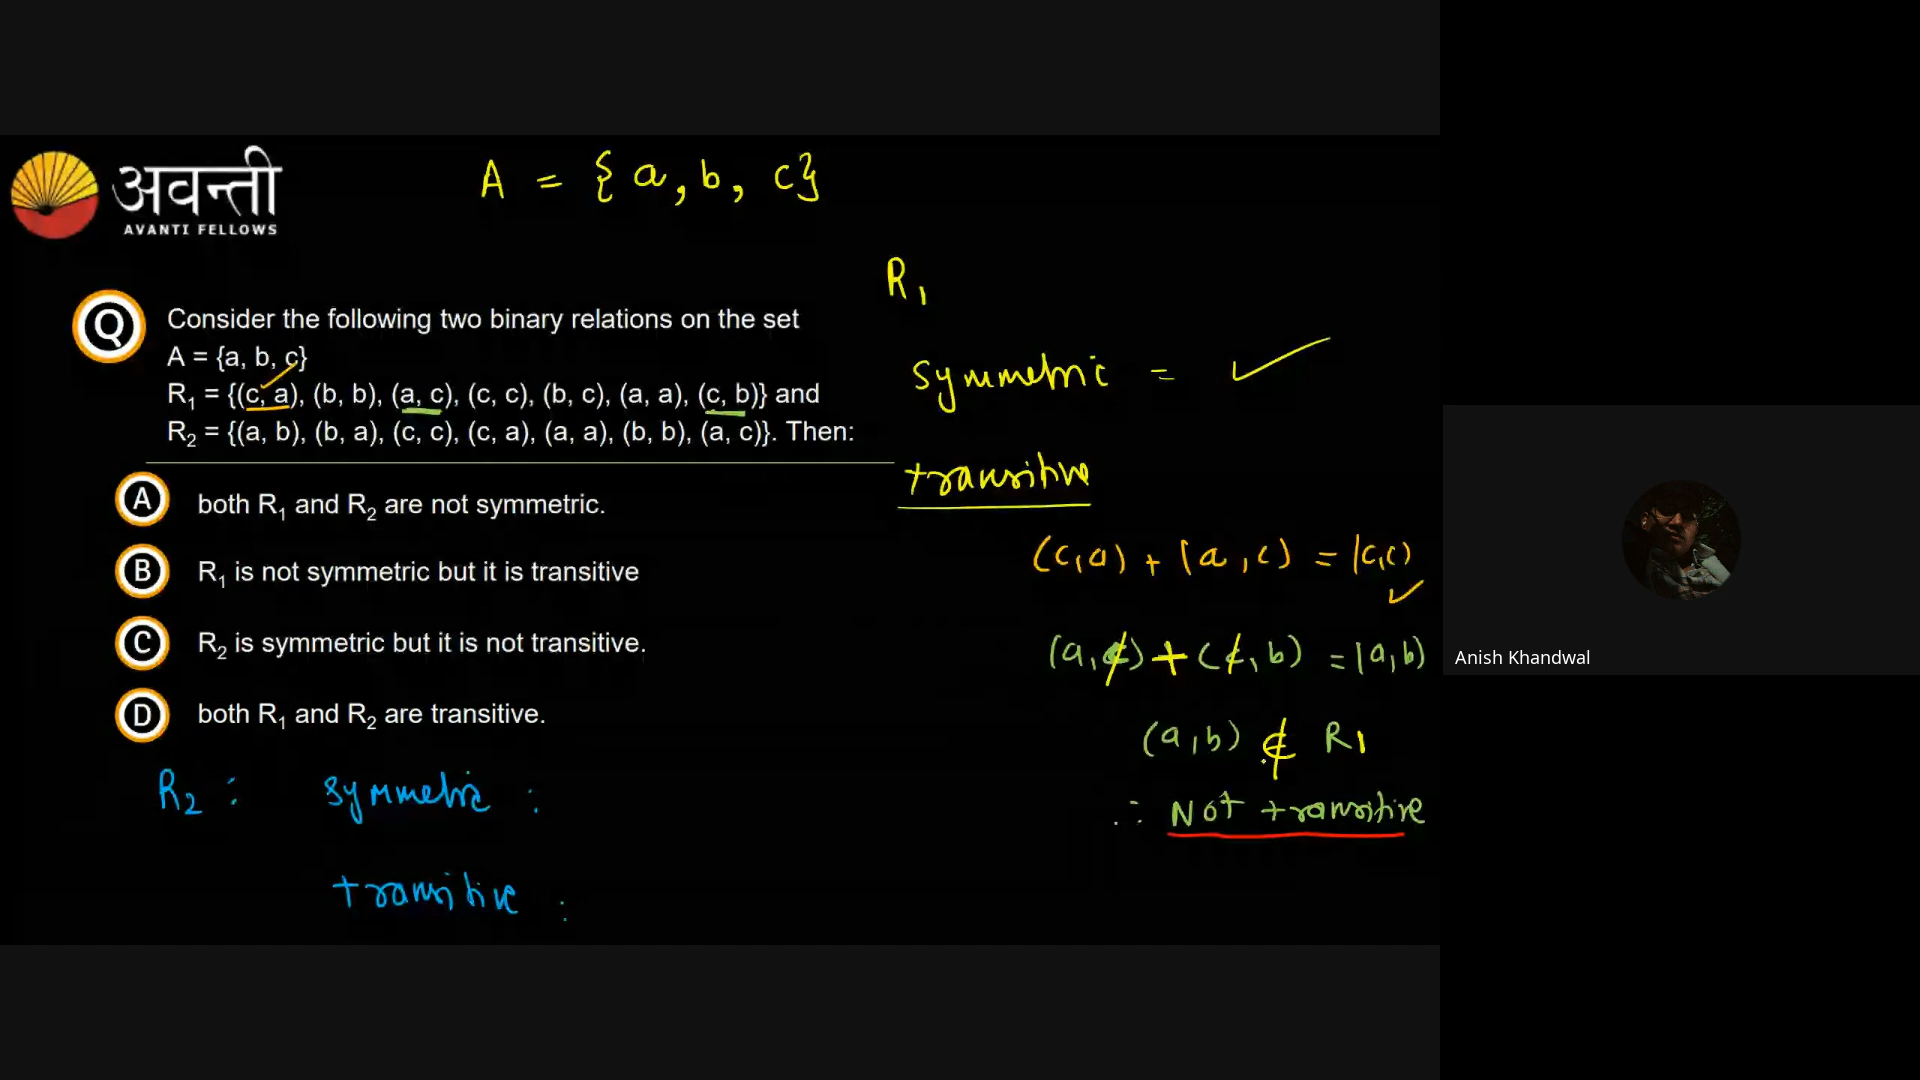 अवन्ती
AVANTI FELLOWS
A = {a, b, c}
Q
Consider the following two binary relations on the set
A = {a, b, c}
R1 = {(c, a), (b, b), (a, c), (c, c), (b, c), (a, a), (c, b)} and
R2 = {(a, b), (b, a), (c, c), (c, a), (a, a), (b, b), (a, c)}. Then:
A both R1 and R2 are not symmetric.
B R1 is not symmetric but it is transitive
C R2 is symmetric but it is not transitive.
D both R1 and R2 are transitive.
R2 : symmetric :
transitive :
R1
symmetric = ✓
transitive
(c,a) + (a,c) = (c,c)
✓
(a,c) + (c,b) = (a,b)
(a,b) ∉ R1
∴ Not transitive
Anish Khandwal